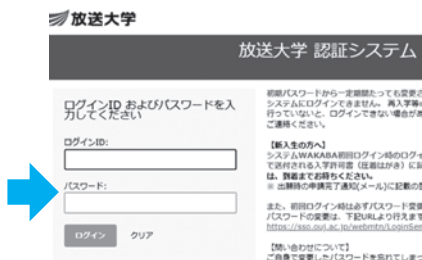 放送大学
放送大学 認証システム
ログインID およびパスワードを入
力してください
ログインID:
パスワード:
ログイン クリア
初期パスワードから一定期間たっても変更さ
システムにログインできません。 再入学等の
行っていないと、ログインできない場合があ
ご連絡ください。
【新入生の方へ】
システムWAKABA初回ログイン時のログイ
で送付される入学許可書（圧着はがき）に記
は、到着までお待ちください。
※ 出願時の申請完了通知(メール)に記載の
また、初回ログイン時は必ずパスワード変更
パスワードの変更は、下記URLより行えます
https://sso.ouj.ac.jp/webmtn/LoginSer
【問い合わせについて】
ご自身で変更したパスワードを忘れてしまっ